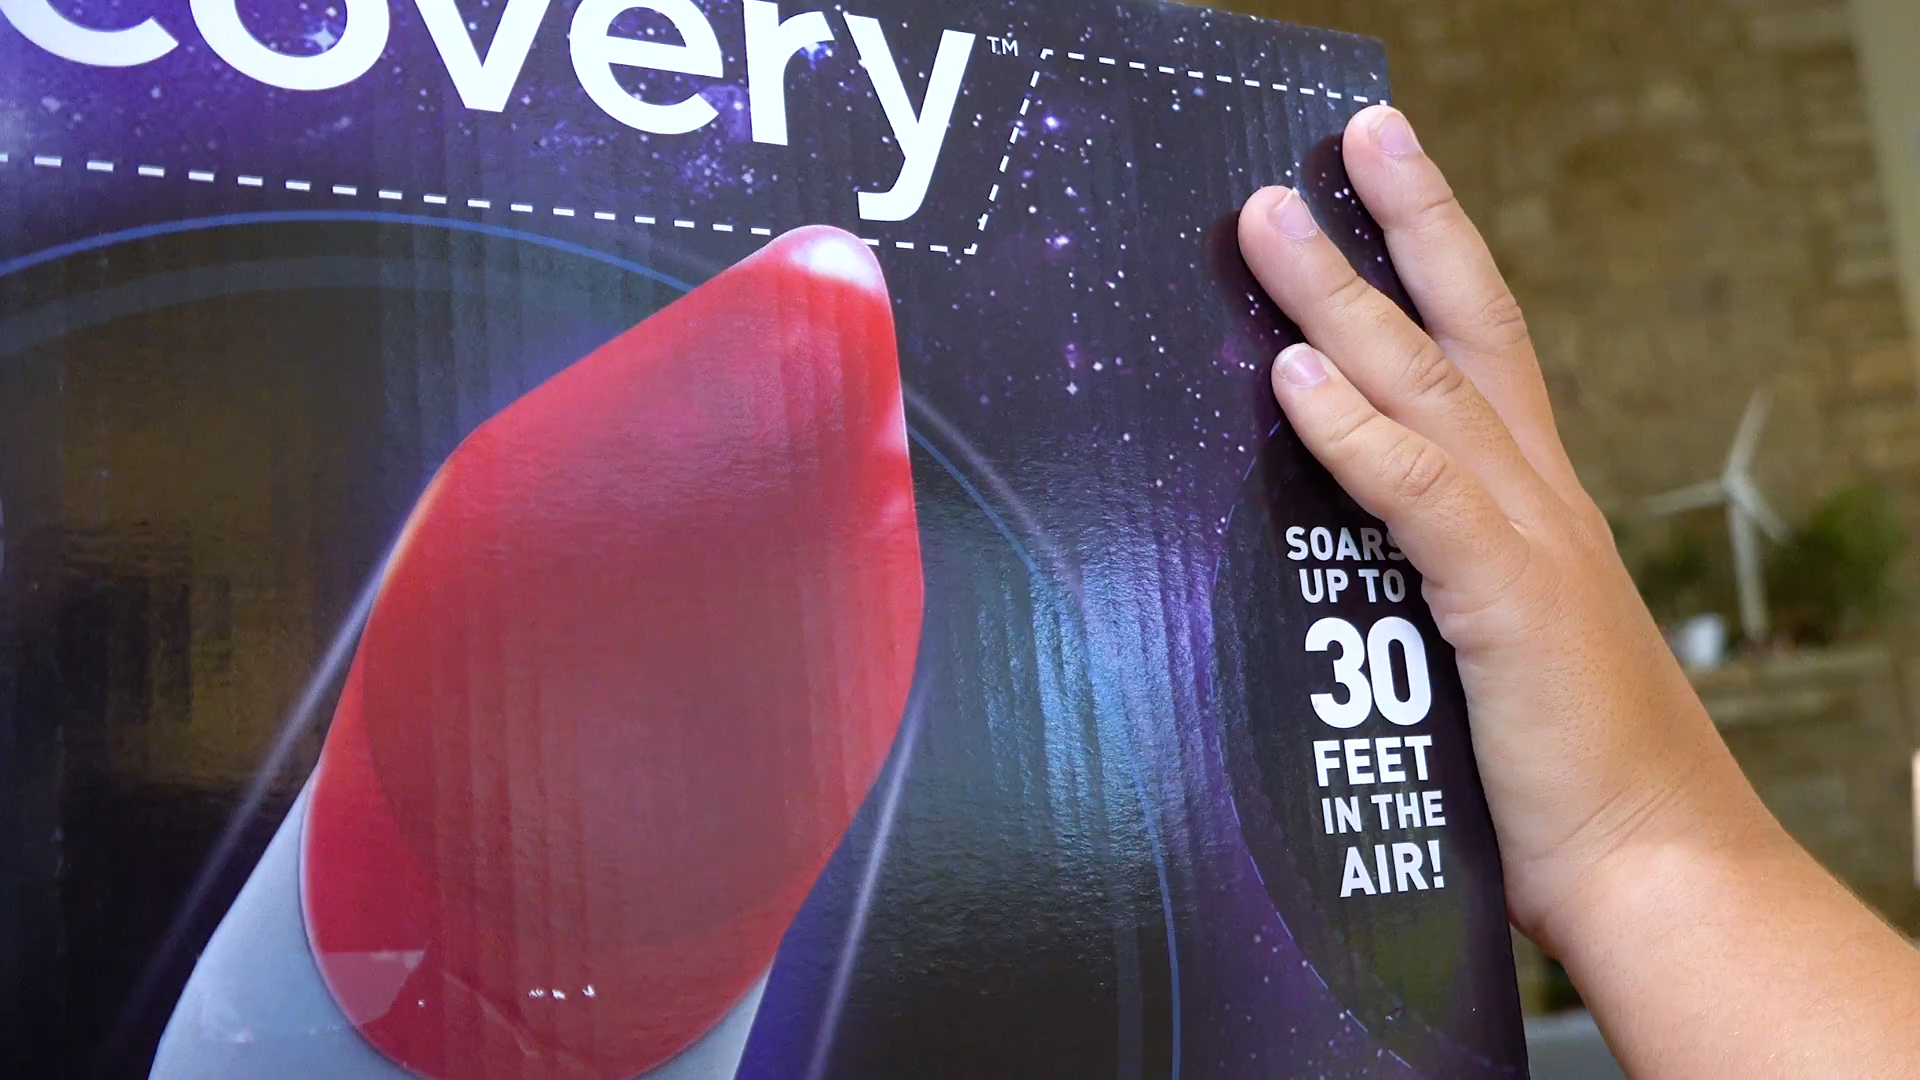 covery™
SOARS
UP TO
30
FEET
IN THE
AIR!